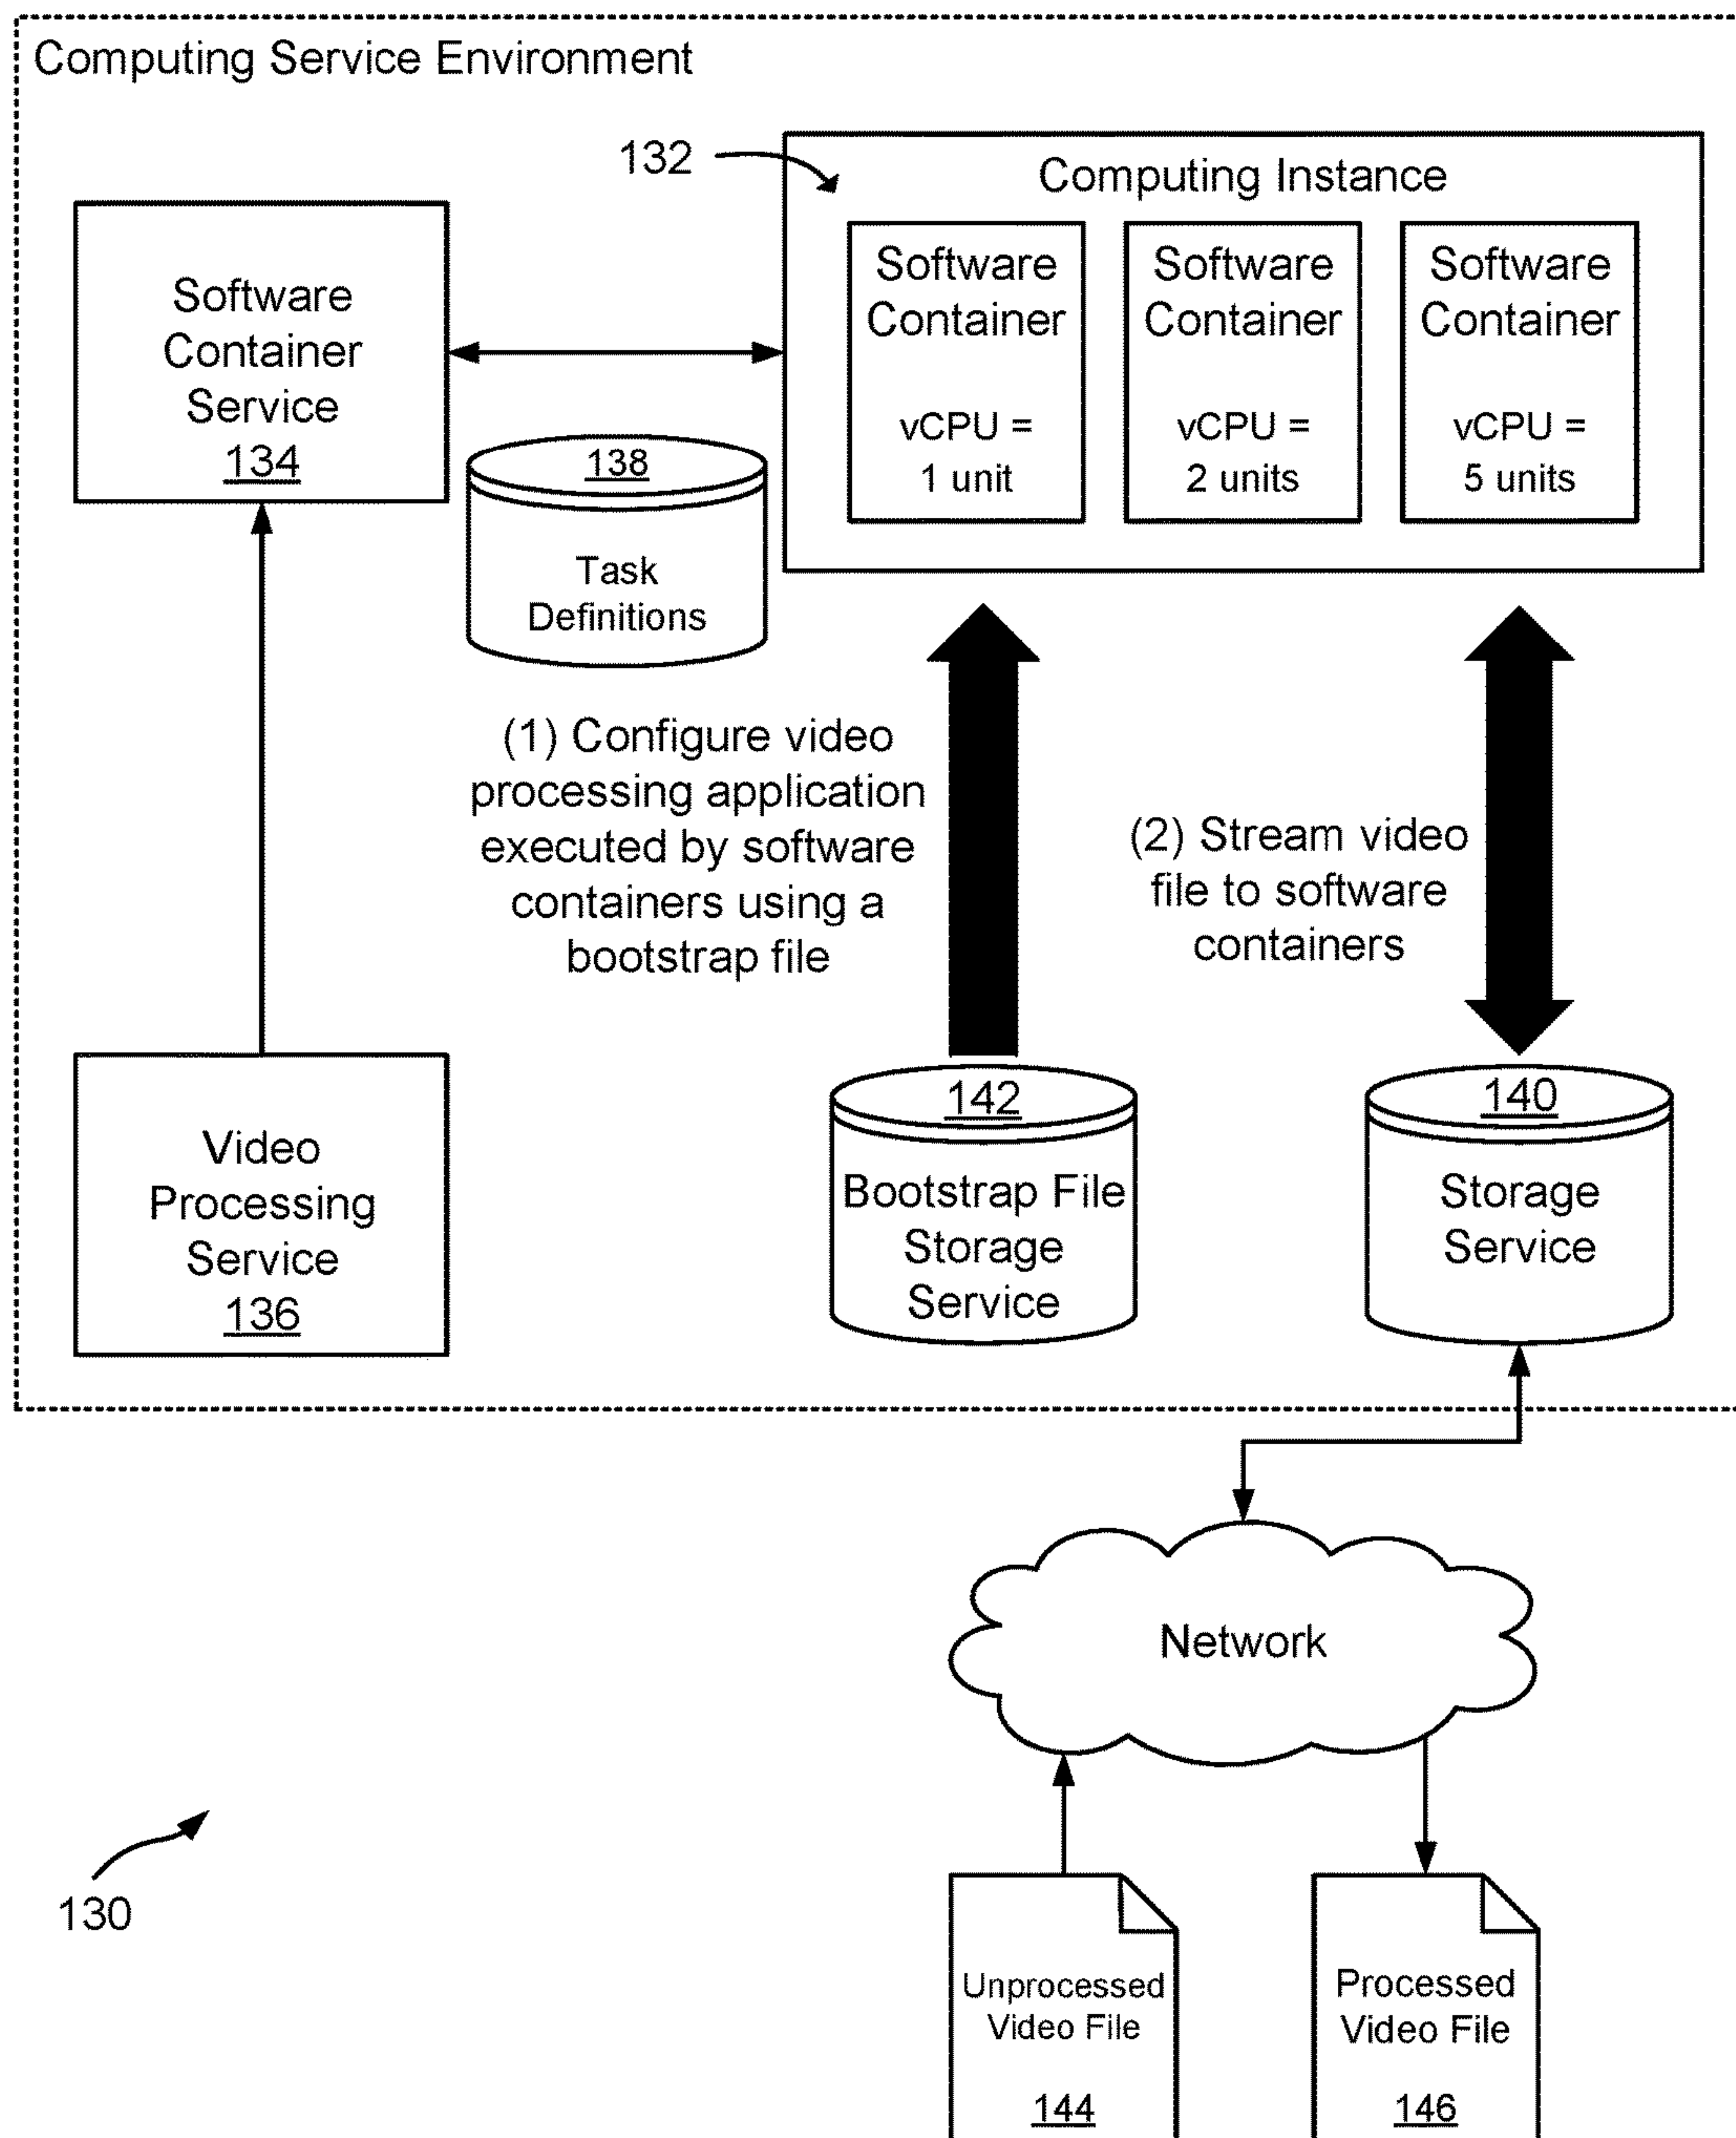 Computing Service Environment
132
Computing Instance
Software
Container
Service
134
Software
Container
vCPU =
1 unit
Software
Container
vCPU =
2 units
Software
Container
vCPU =
5 units
138
Task
Definitions
(1) Configure video
processing application
executed by software
containers using a
bootstrap file
(2) Stream video
file to software
containers
Video
Processing
Service
136
142
Bootstrap File
Storage
Service
140
Storage
Service
Network
130
Unprocessed
Video File
144
Processed
Video File
146